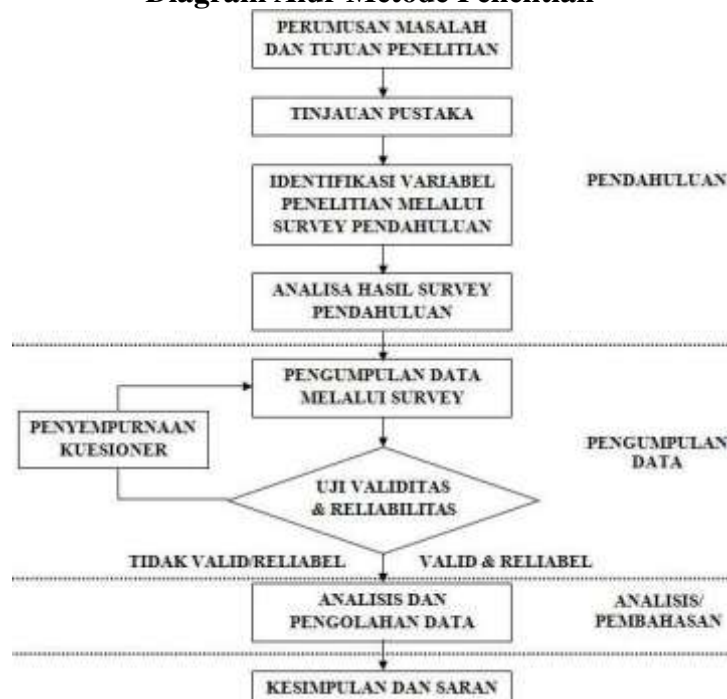 Diagram Alur Metode Penelitian
PERUMUSAN MASALAH
DAN TUJUAN PENELITIAN
TINJAUAN PUSTAKA
IDENTIFIKASI VARIABEL
PENELITIAN MELALUI
SURVEY PENDAHULUAN
PENDAHULUAN
ANALISA HASIL SURVEY
PENDAHULUAN
PENGUMPULAN DATA
MELALUI SURVEY
PENYEMPURNAAN
KUESIONER
PENGUMPULAN
DATA
UJI VALIDITAS
& RELIABILITAS
TIDAK VALID/RELIABEL
VALID & RELIABEL
ANALISIS DAN
PENGOLAHAN DATA
ANALISIS/
PEMBAHASAN
KESIMPULAN DAN SARAN